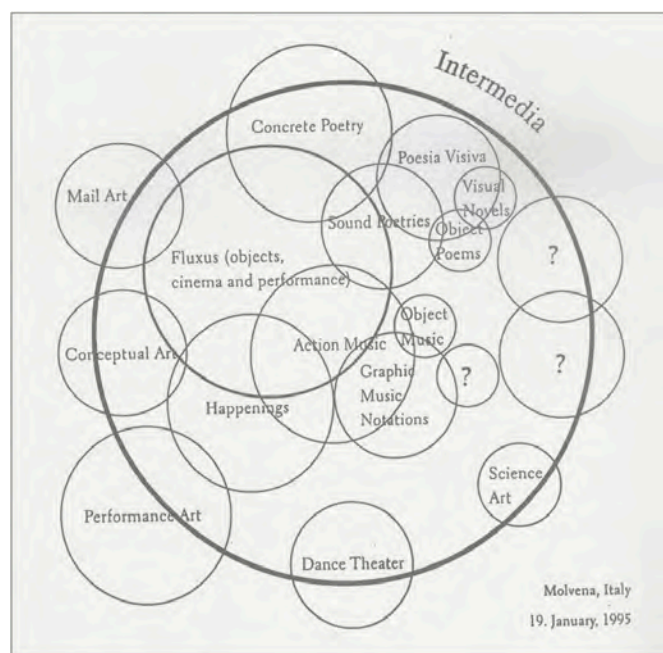 Intermedia
Concrete Poetry
Poesia Visiva
Mail Art
Visual
Novels
Sound Poetries
Object
Poems
Fluxus (objects,
cinema and performance)
?
Object
Music
Action Music
Conceptual Art
?
Graphic
Music
Notations
?
Happenings
Science
Art
Performance Art
Dance Theater
Molvena, Italy
19. January, 1995